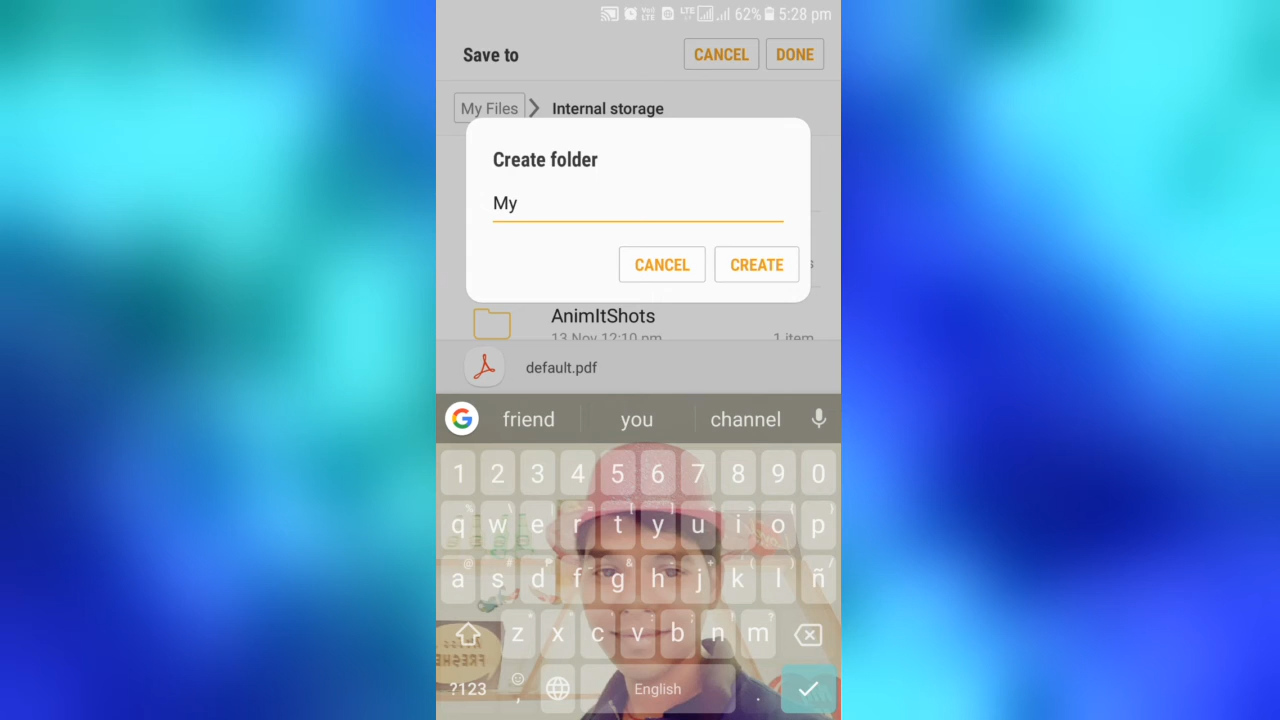 VoLTE LTE 62% 5:28 pm
Save to CANCEL DONE
My Files Internal storage
Create folder
My
CANCEL CREATE
s
AnimItShots
13 Nov 12:10 pm 1 item
default.pdf
friend you channel
1 2 3 4 5 6 7 8 9 0
q w e r t y u i o p
a s d f g h j k l ñ
z x c v b n m
?123 , English .